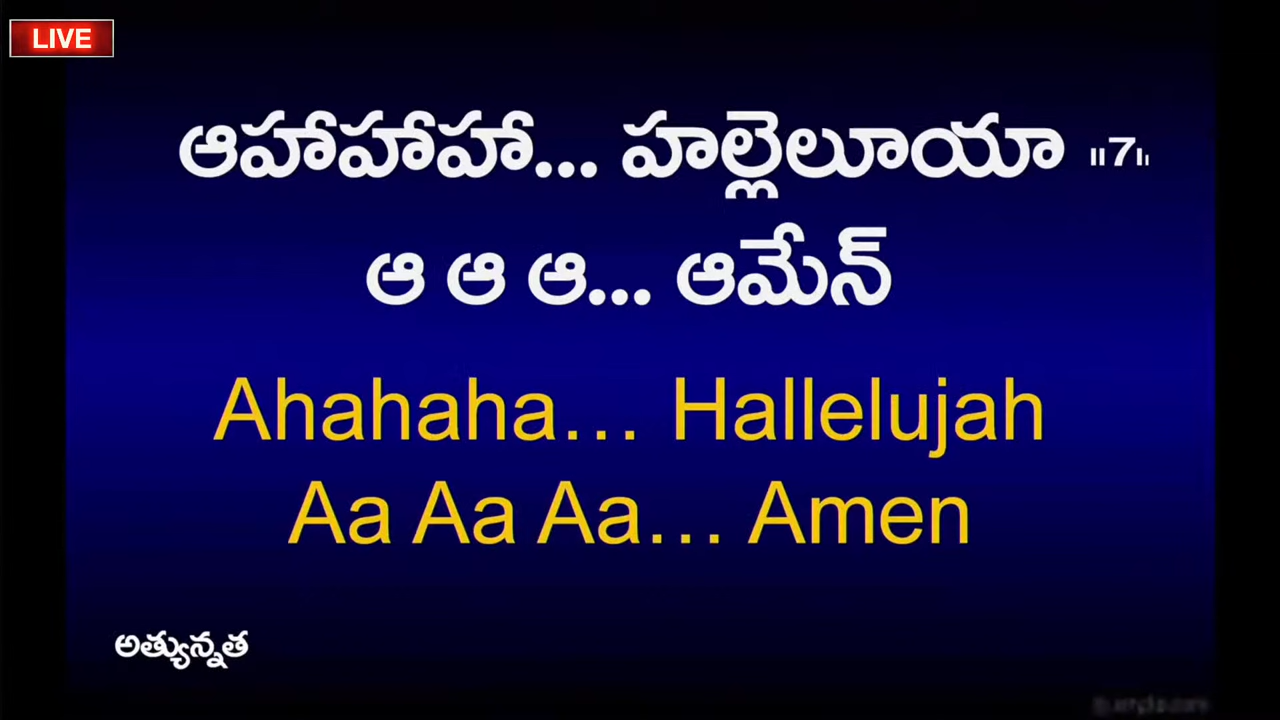 LIVE
ఆహాహాహా... హల్లెలూయా ॥7॥
ఆ ఆ ఆ... ఆమేన్
Ahahaha... Hallelujah
Aa Aa Aa... Amen
అత్యున్నత